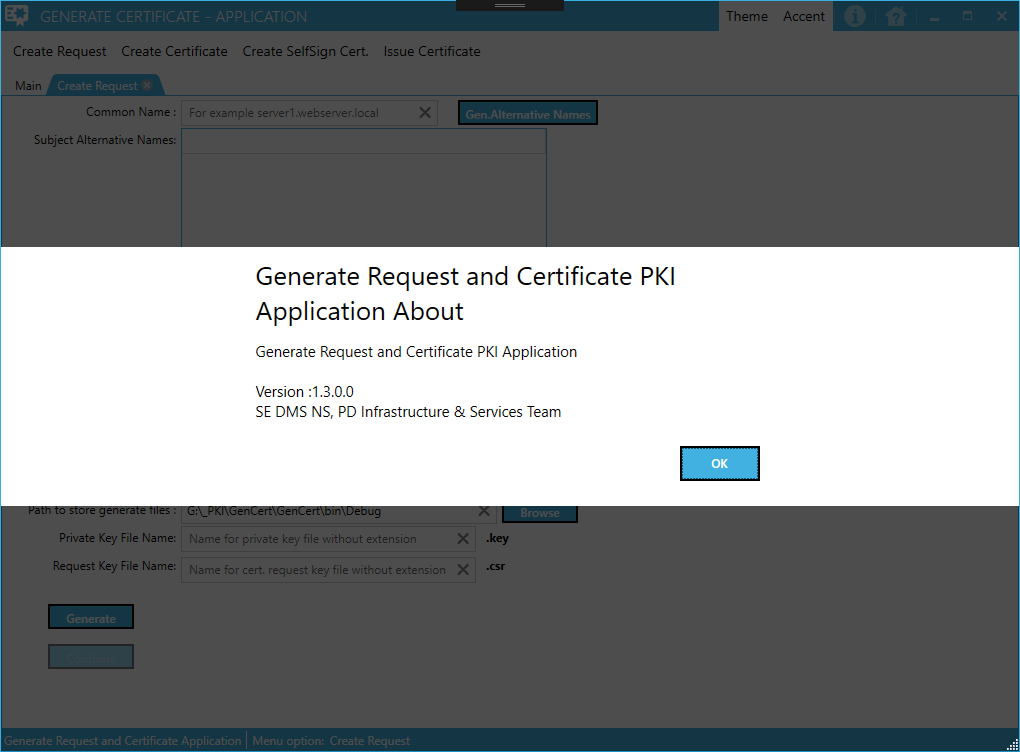 GENERATE CERTIFICATE - APPLICATION
Theme Accent
Create Request Create Certificate Create SelfSign Cert. Issue Certificate
Main Create Request
Common Name : For example server1.webserver.local Gen.Alternative Names
Subject Alternative Names:
Generate Request and Certificate PKI
Application About
Generate Request and Certificate PKI Application
Version :1.3.0.0
SE DMS NS, PD Infrastructure & Services Team
OK
Path to store generate files : G:\_PKI\GenCert\GenCert\bin\Debug Browse
Private Key File Name: Name for private key file without extension .key
Request Key File Name: Name for cert. request key file without extension .csr
Generate
Generate Request and Certificate Application Menu option: Create Request